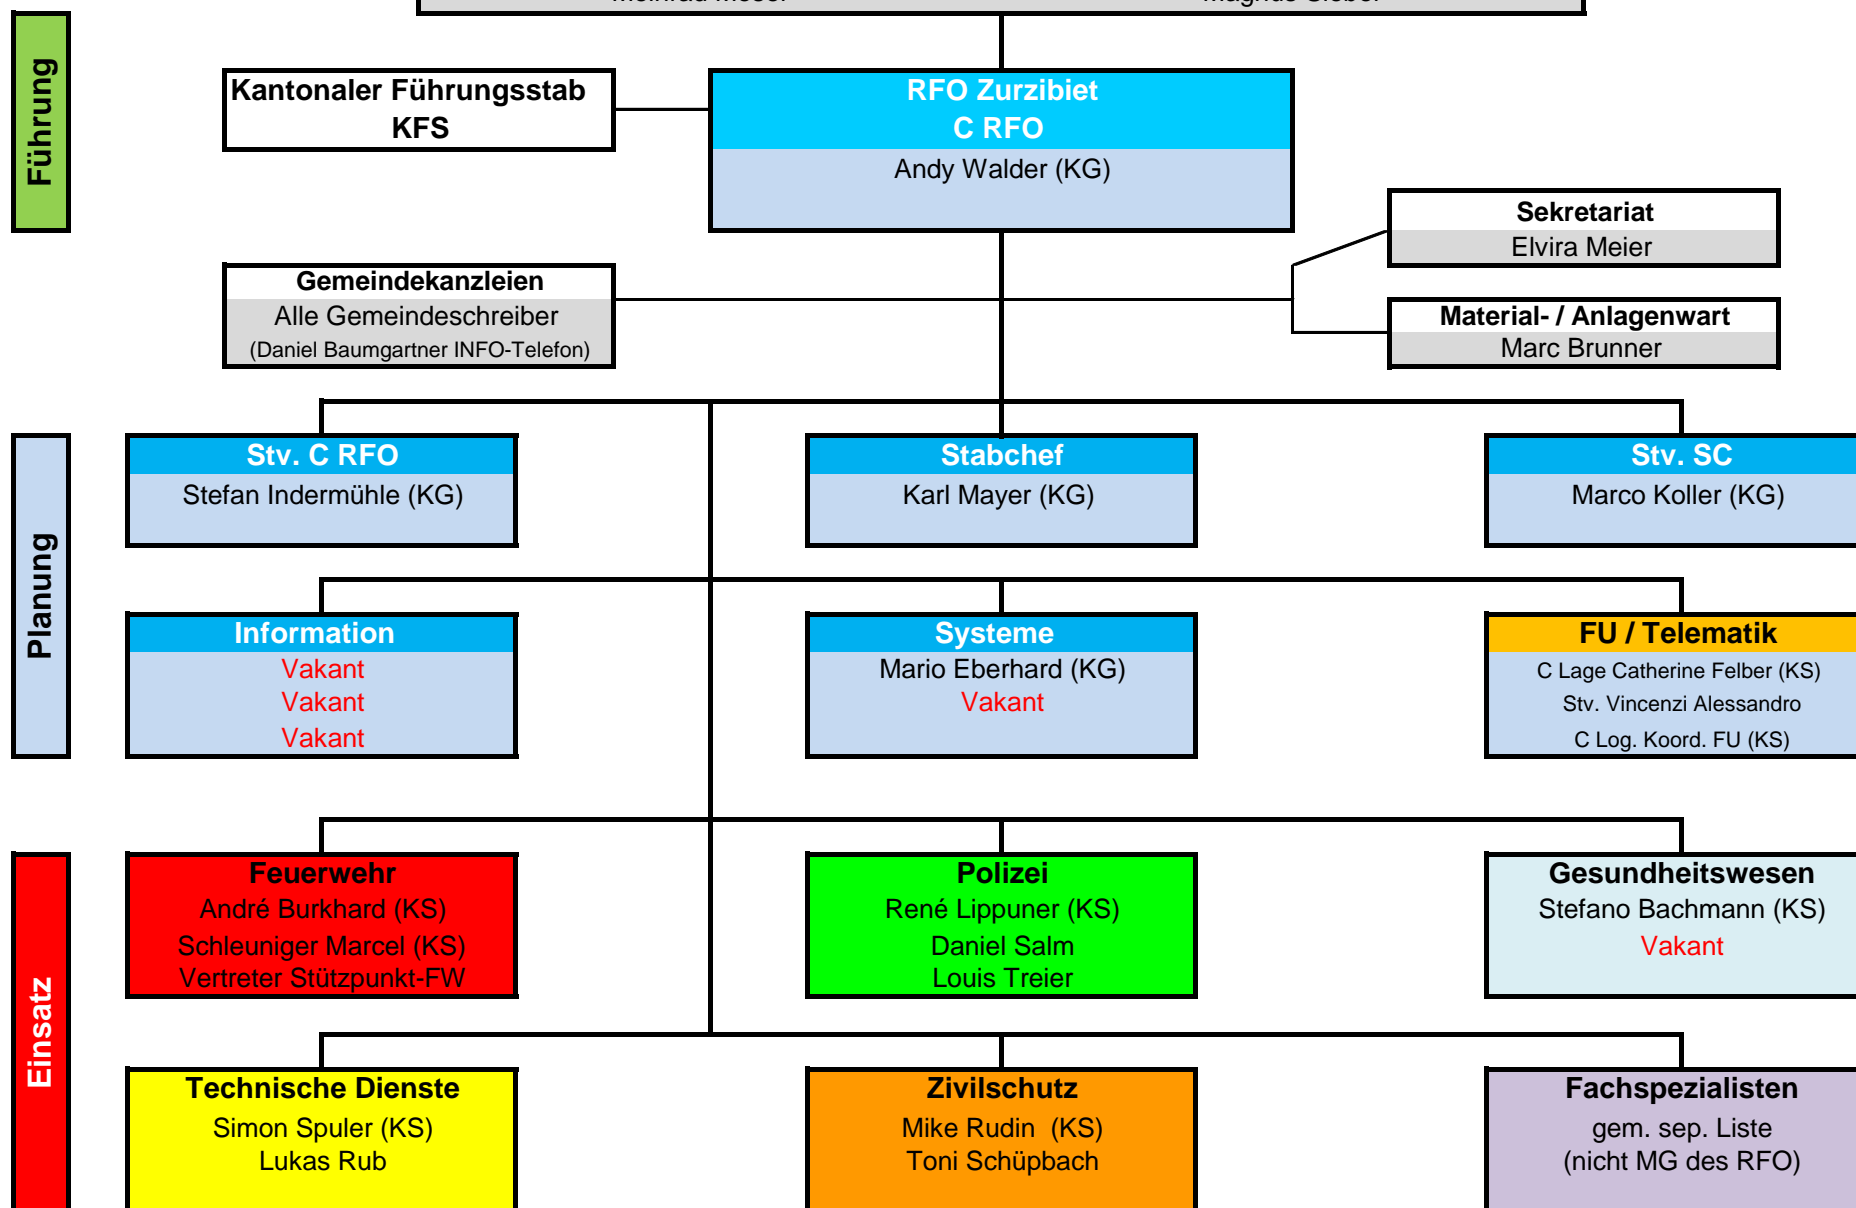 Führung
Kantonaler Führungsstab
KFS
RFO Zurzibiet
C RFO
Andy Walder (KG)
Sekretariat
Elvira Meier
Gemeindekanzleien
Alle Gemeindeschreiber
(Daniel Baumgartner INFO-Telefon)
Material- / Anlagenwart
Marc Brunner
Planung
Stv. C RFO
Stefan Indermühle (KG)
Stabchef
Karl Mayer (KG)
Stv. SC
Marco Koller (KG)
Information
Vakant
Vakant
Vakant
Systeme
Mario Eberhard (KG)
Vakant
FU / Telematik
C Lage Catherine Felber (KS)
Stv. Vincenzi Alessandro
C Log. Koord. FU (KS)
Einsatz
Feuerwehr
André Burkhard (KS)
Schleuniger Marcel (KS)
Vertreter Stützpunkt-FW
Polizei
René Lippuner (KS)
Daniel Salm
Louis Treier
Gesundheitswesen
Stefano Bachmann (KS)
Vakant
Technische Dienste
Simon Spuler (KS)
Lukas Rub
Zivilschutz
Mike Rudin (KS)
Toni Schüpbach
Fachspezialisten
gem. sep. Liste
(nicht MG des RFO)